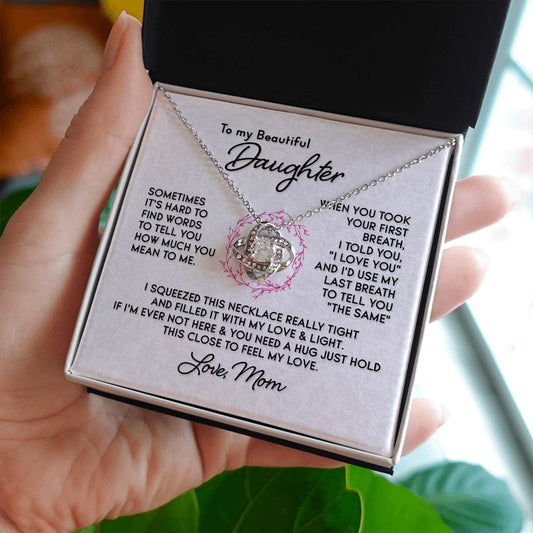 To my Beautiful
Daughter
SOMETIMES
IT'S HARD TO
FIND WORDS
TO TELL YOU
HOW MUCH YOU
MEAN TO ME.
WHEN YOU TOOK
YOUR FIRST
BREATH,
I TOLD YOU,
"I LOVE YOU"
AND I'D USE MY
LAST BREATH
TO TELL YOU
"THE SAME"
I SQUEEZED THIS NECKLACE REALLY TIGHT
AND FILLED IT WITH MY LOVE & LIGHT.
IF I'M EVER NOT HERE & YOU NEED A HUG JUST HOLD
THIS CLOSE TO FEEL MY LOVE.
Love, Mom